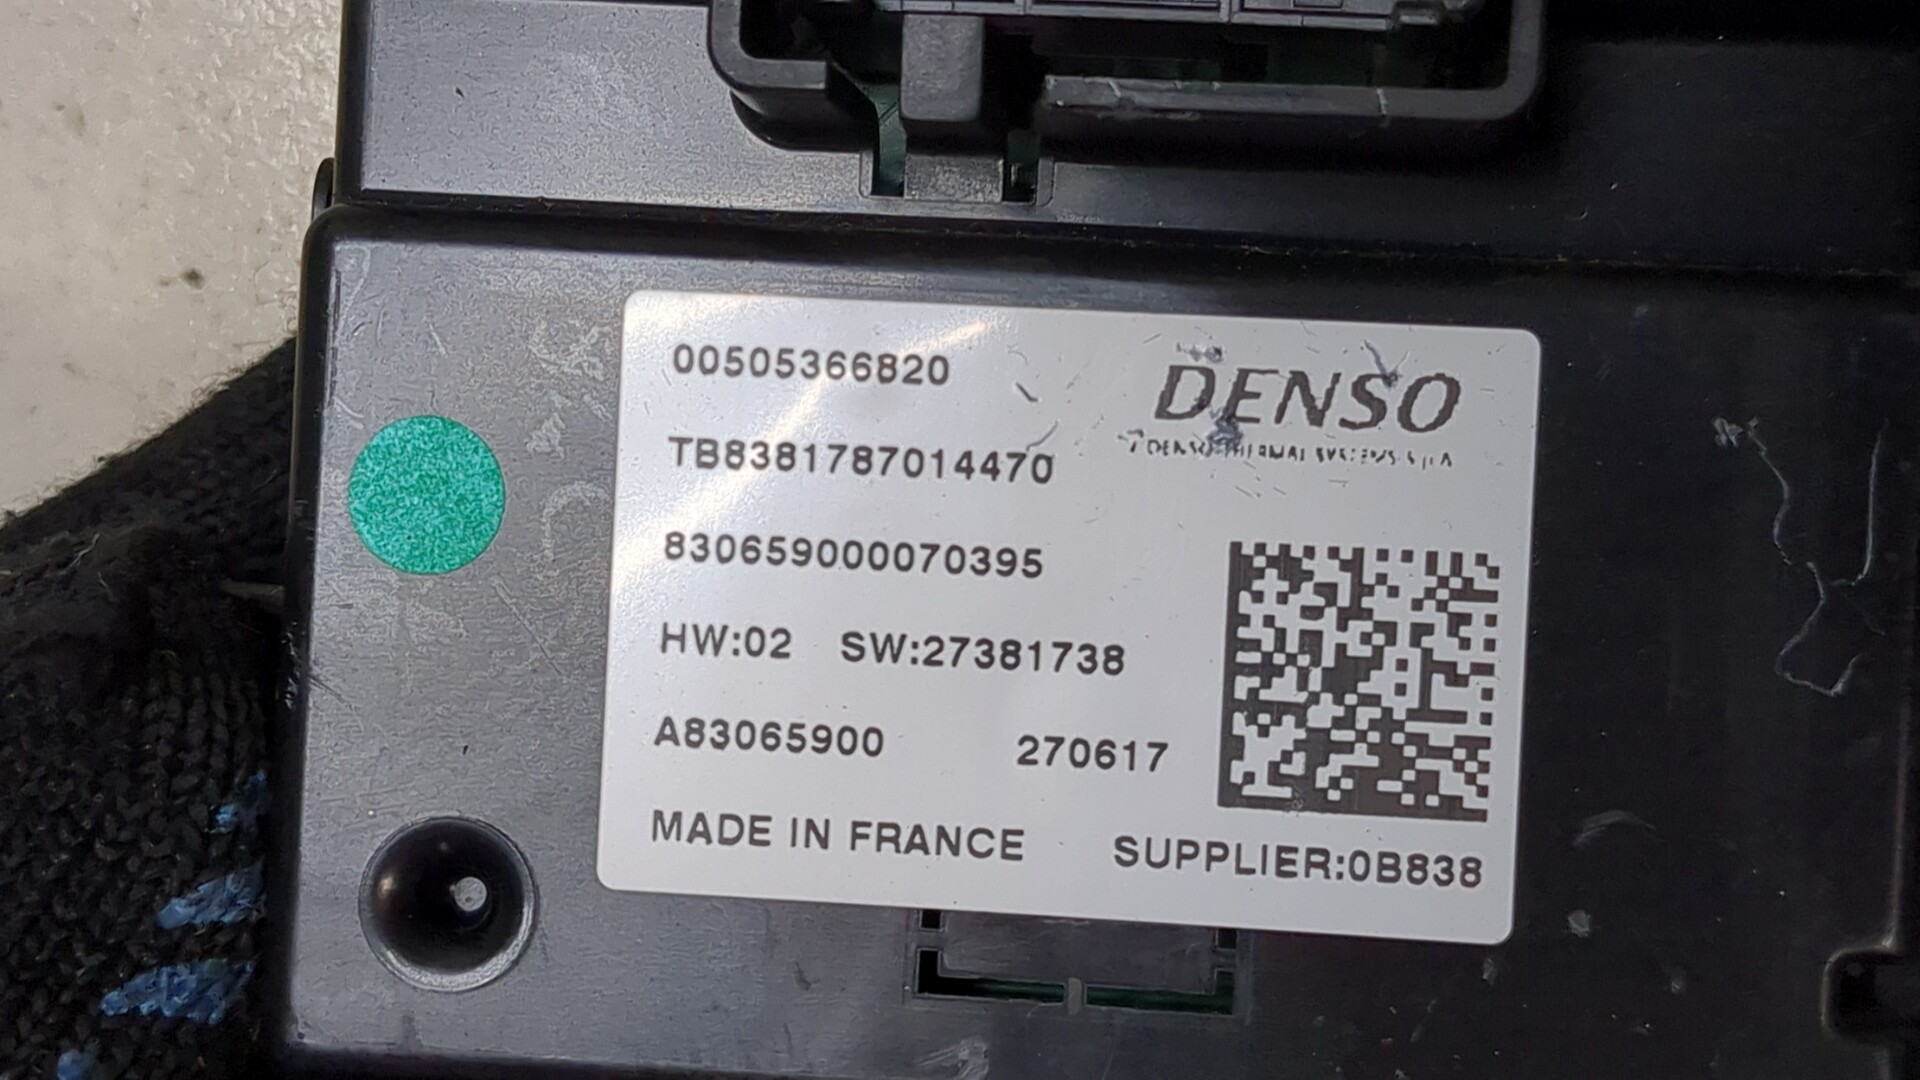 00505366820
DENSO
TB8381787014470
830659000070395
HW:02 SW:27381738
A83065900 270617
MADE IN FRANCE SUPPLIER:0B838